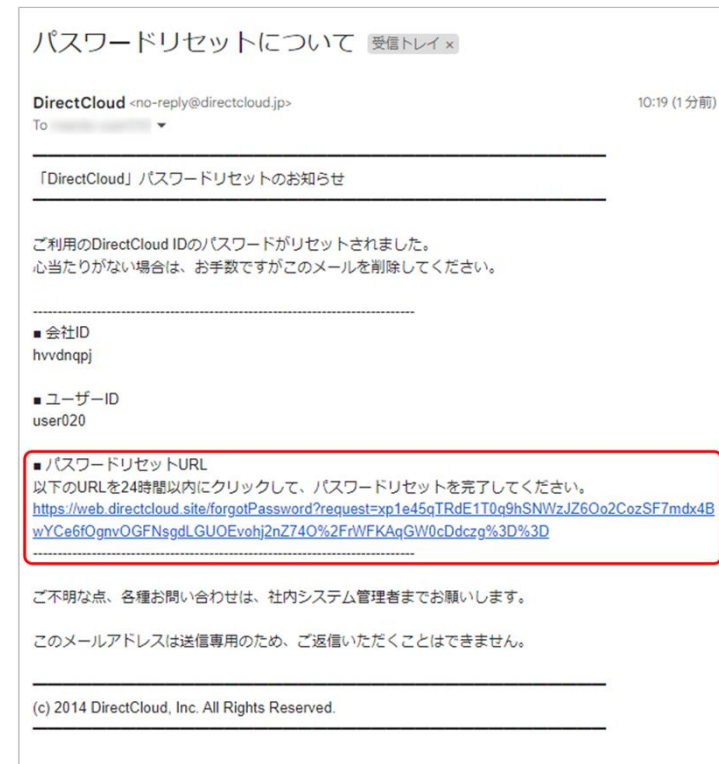 パスワードリセットについて 受信トレイ ×
DirectCloud <no-reply@directcloud.jp> 10:19 (1 分前)
To
「DirectCloud」パスワードリセットのお知らせ
ご利用のDirectCloud IDのパスワードがリセットされました。
心当たりがない場合は、お手数ですがこのメールを削除してください。
■ 会社ID
hvvdnqpj
■ ユーザーID
user020
■ パスワードリセットURL
以下のURLを24時間以内にクリックして、パスワードリセットを完了してください。
https://web.directcloud.site/forgotPassword?request=xp1e45qTRdE1T0q9hSNWzJZ6Oo2CozSF7mdx4B
wYCe6fOgnvOGFNsgdLGUOEvohj2nZ74O%2FrWFKAqGW0cDdczg%3D%3D
ご不明な点、各種お問い合わせは、社内システム管理者までお願いします。
このメールアドレスは送信専用のため、ご返信いただくことはできません。
(c) 2014 DirectCloud, Inc. All Rights Reserved.